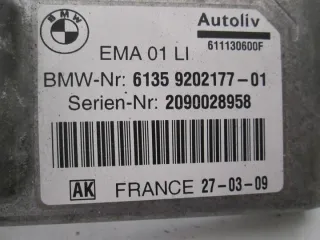 BMW
Autoliv
611130600F
EMA 01 LI
BMW-Nr: 6135 9202177-01
Serien-Nr: 2090028958
AK FRANCE 27-03-09